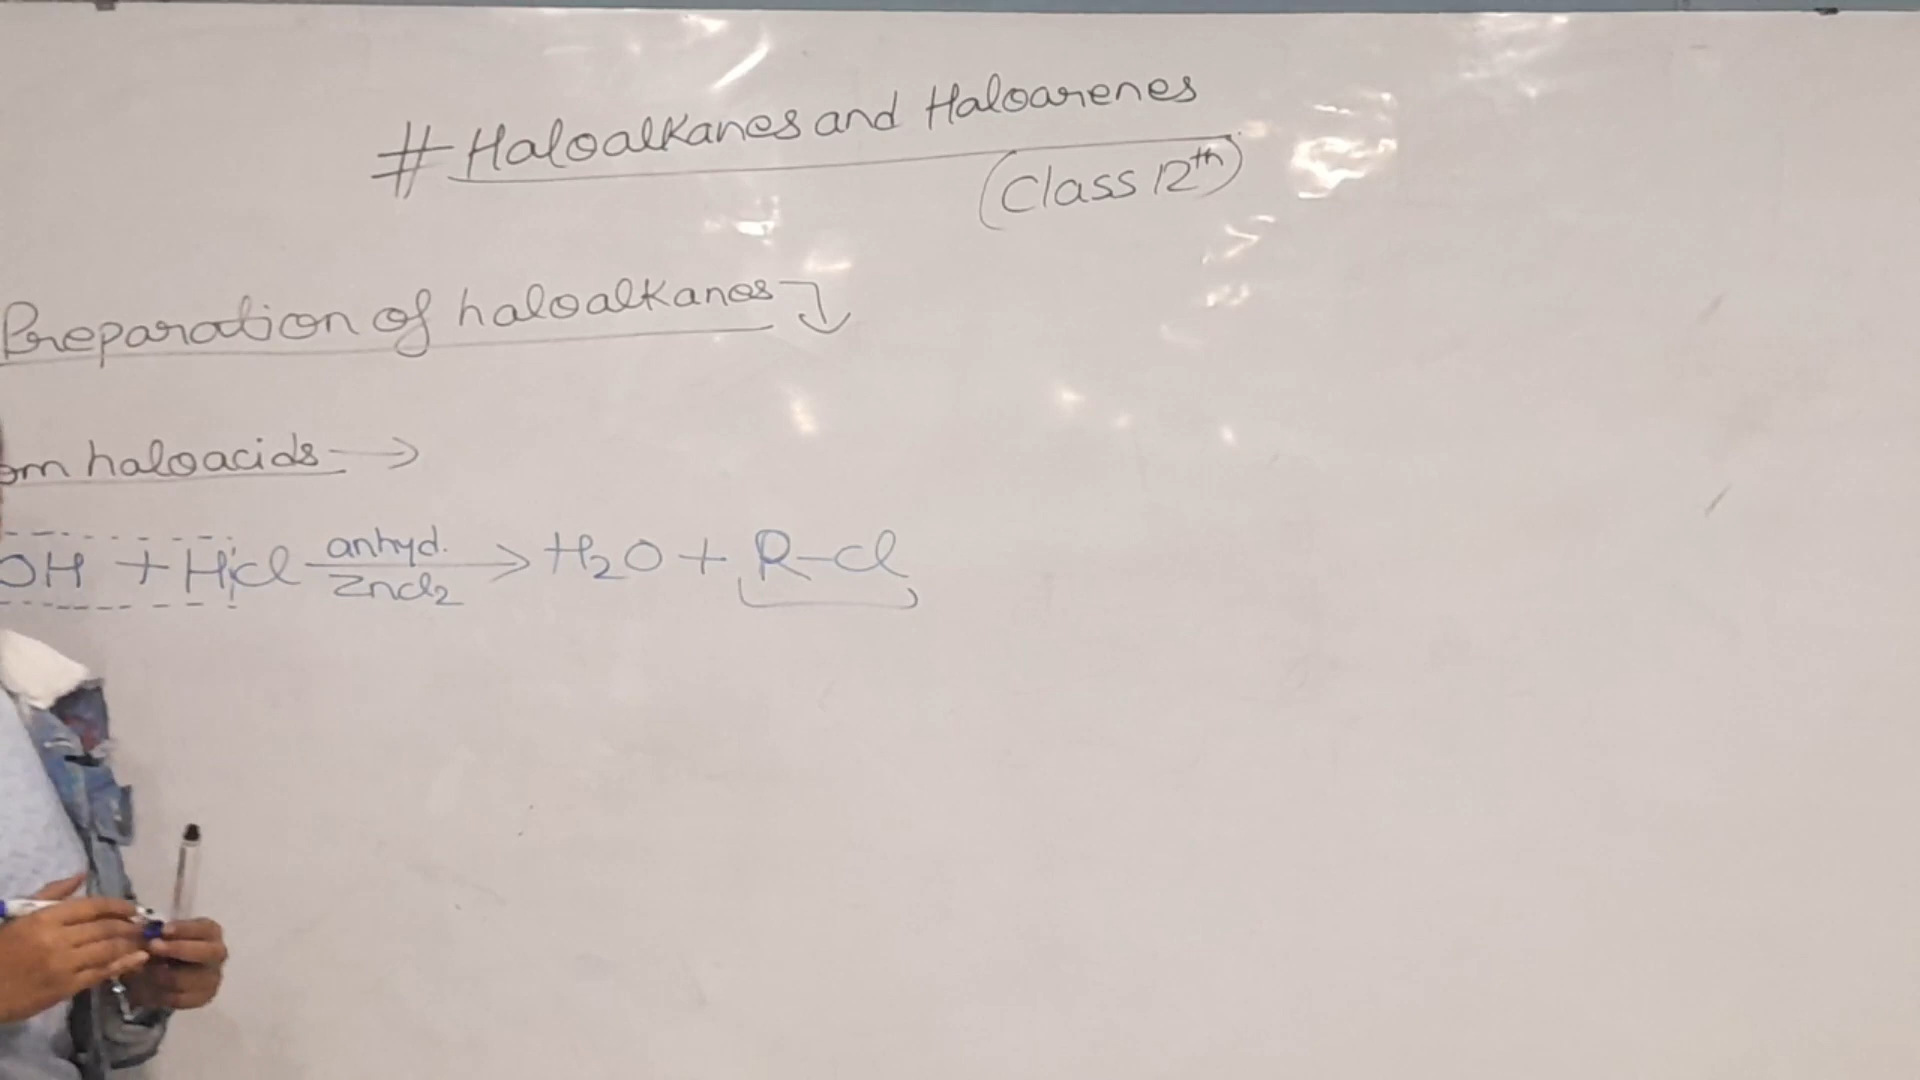 # Haloalkanes and Haloarenes
(Class 12th)
Preparation of haloalkanes
om haloacids →
OH + HCl anhyd. ZnCl2 → H2O + R-Cl